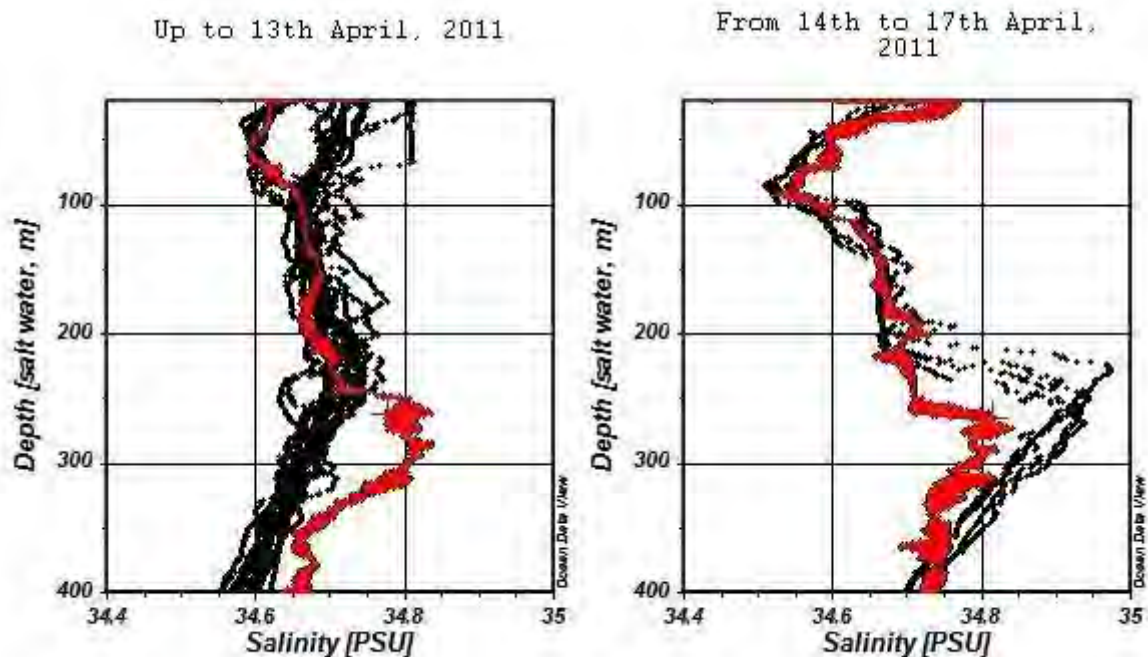 Up to 13th April, 2011
From 14th to 17th April,
2011
Depth [salt water, m]
100
200
300
400
34.4
34.6
34.8
35
Salinity [PSU]
Ocean Data View
Depth [salt water, m]
100
200
300
400
34.4
34.6
34.8
35
Salinity [PSU]
Ocean Data View